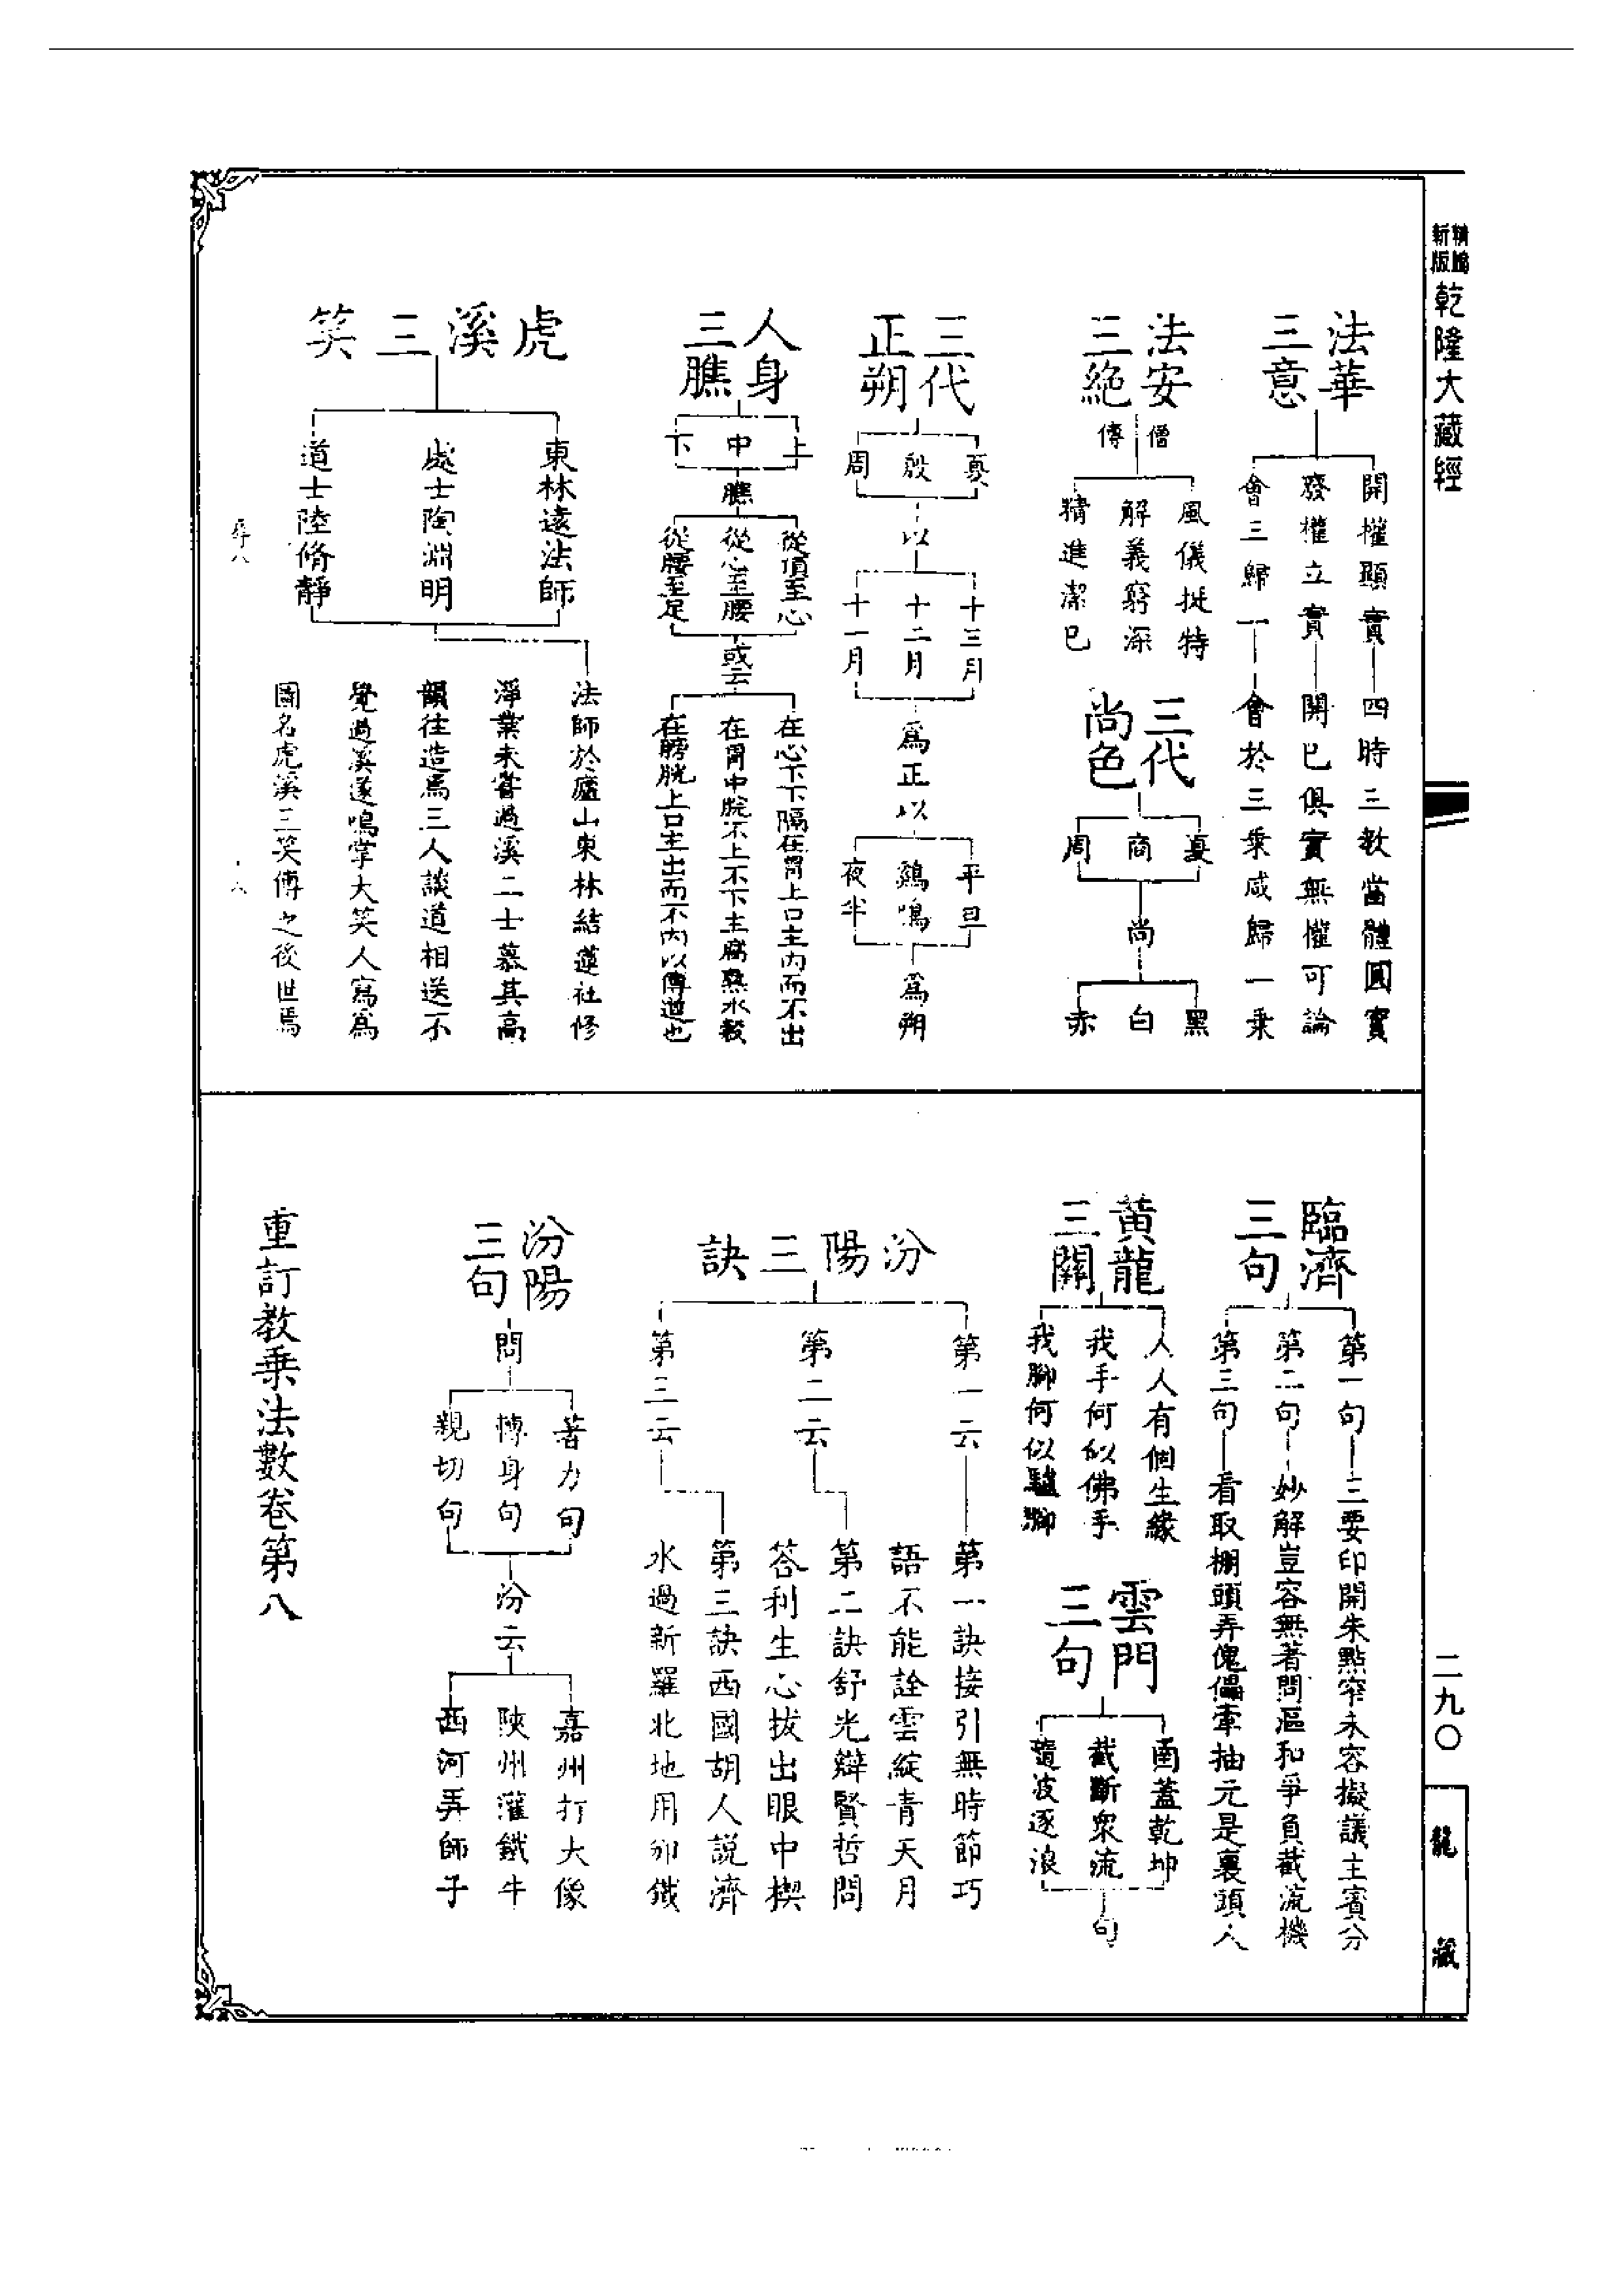 新版
精縮
乾隆大藏經
二九〇
龍藏
法華三意
開權顯實
四時三教當體圓實
廢權立實
開已俱實無權可論
會三歸一
會於三乘咸歸一乘
法安三絕
僧傳
風儀挺特
解義窮深
精進潔已
三代尚色
夏
商
周
尚
黑
白
赤
三代正朔
夏
殷
周
以
十三月
十二月
十一月
為正以
平旦
鷄鳴
夜半
為朔
人身三膲
上
中
下
膲
從頂至心
從心至腰
從腰至足
或云
在心下下膈在胃上口主内而不出
在胃中脘不上不下主腐熟水穀
在膀胱上口主出而不内以傳道也
虎溪三笑
東林遠法師
處士陶淵明
道士陸脩靜
法師於廬山東林結蓮社修
淨業未嘗過溪二士慕其高
韻往造焉三人談道相送不
覺過溪遂鳴掌大笑人寫為
圖名虎溪三笑傳之後世焉
臨濟三句
第一句
三要印開朱點窄未容擬議主賓分
第二句
妙解豈容無著問漚和爭負截流機
第三句
看取棚頭弄傀儡牽抽元是裏頭人
黃龍三關
人人有個生緣
我手何似佛手
我腳何似驢腳
雲門三句
函蓋乾坤
截斷衆流
隨波逐浪
句
汾陽三訣
第一云
第一訣接引無時節巧
語不能詮雲綻青天月
第二云
第二訣舒光辯賢哲問
答利生心拔出眼中楔
第三云
第三訣西國胡人説濟
水過新羅北地用卯鐵
汾陽三句
問
著力句
轉身句
親切句
汾云
嘉州打大像
陝州灌鐵牛
西河弄師子
重訂教乘法數卷第八